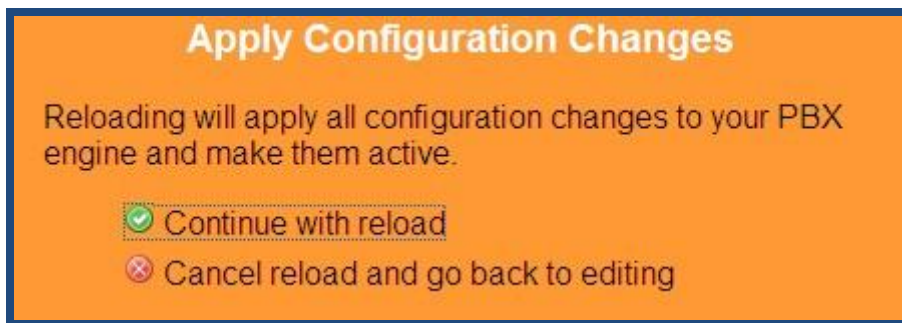 Apply Configuration Changes
Reloading will apply all configuration changes to your PBX
engine and make them active.
Continue with reload
Cancel reload and go back to editing